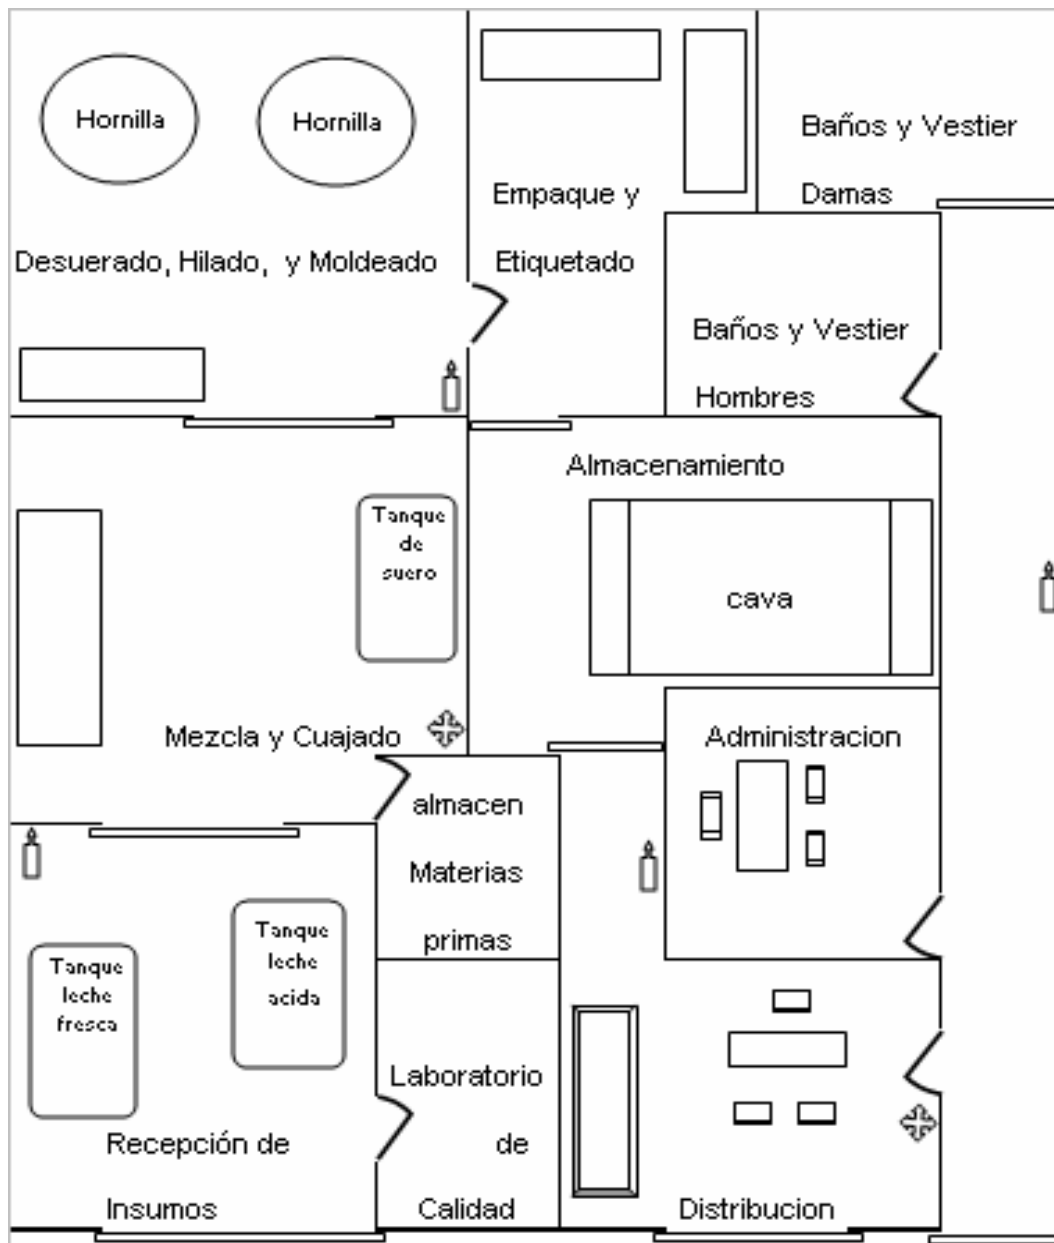 Hornilla
Hornilla
Desuerado, Hilado, y Moldeado
Empaque y
Etiquetado
Baños y Vestier
Damas
Baños y Vestier
Hombres
Almacenamiento
cava
Tanque
de
suero
Mezcla y Cuajado
almacen
Materias
primas
Administracion
Tanque
leche
fresca
Tanque
leche
acida
Recepción de
Insumos
Laboratorio
de
Calidad
Distribucion